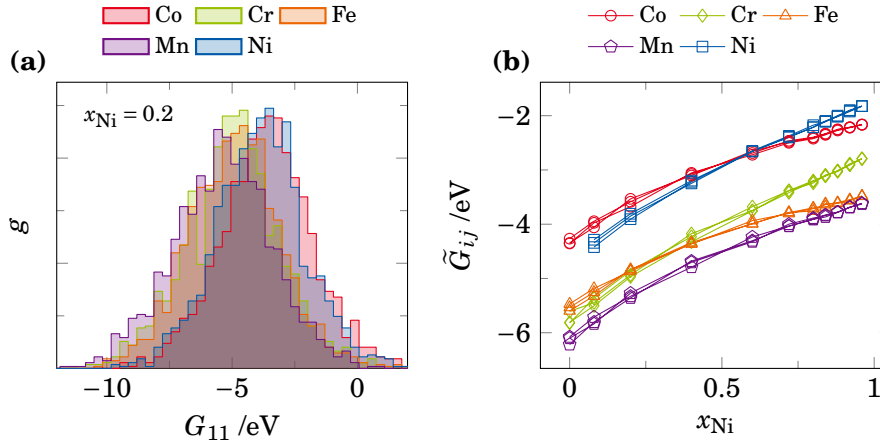 Co Cr Fe
Mn Ni
(a)
x_Ni = 0.2
g
−10 −5 0
G_11 /eV
Co Cr Fe
Mn Ni
(b)
−2
−4
−6
G̃_ij /eV
0 0.5 1
x_Ni